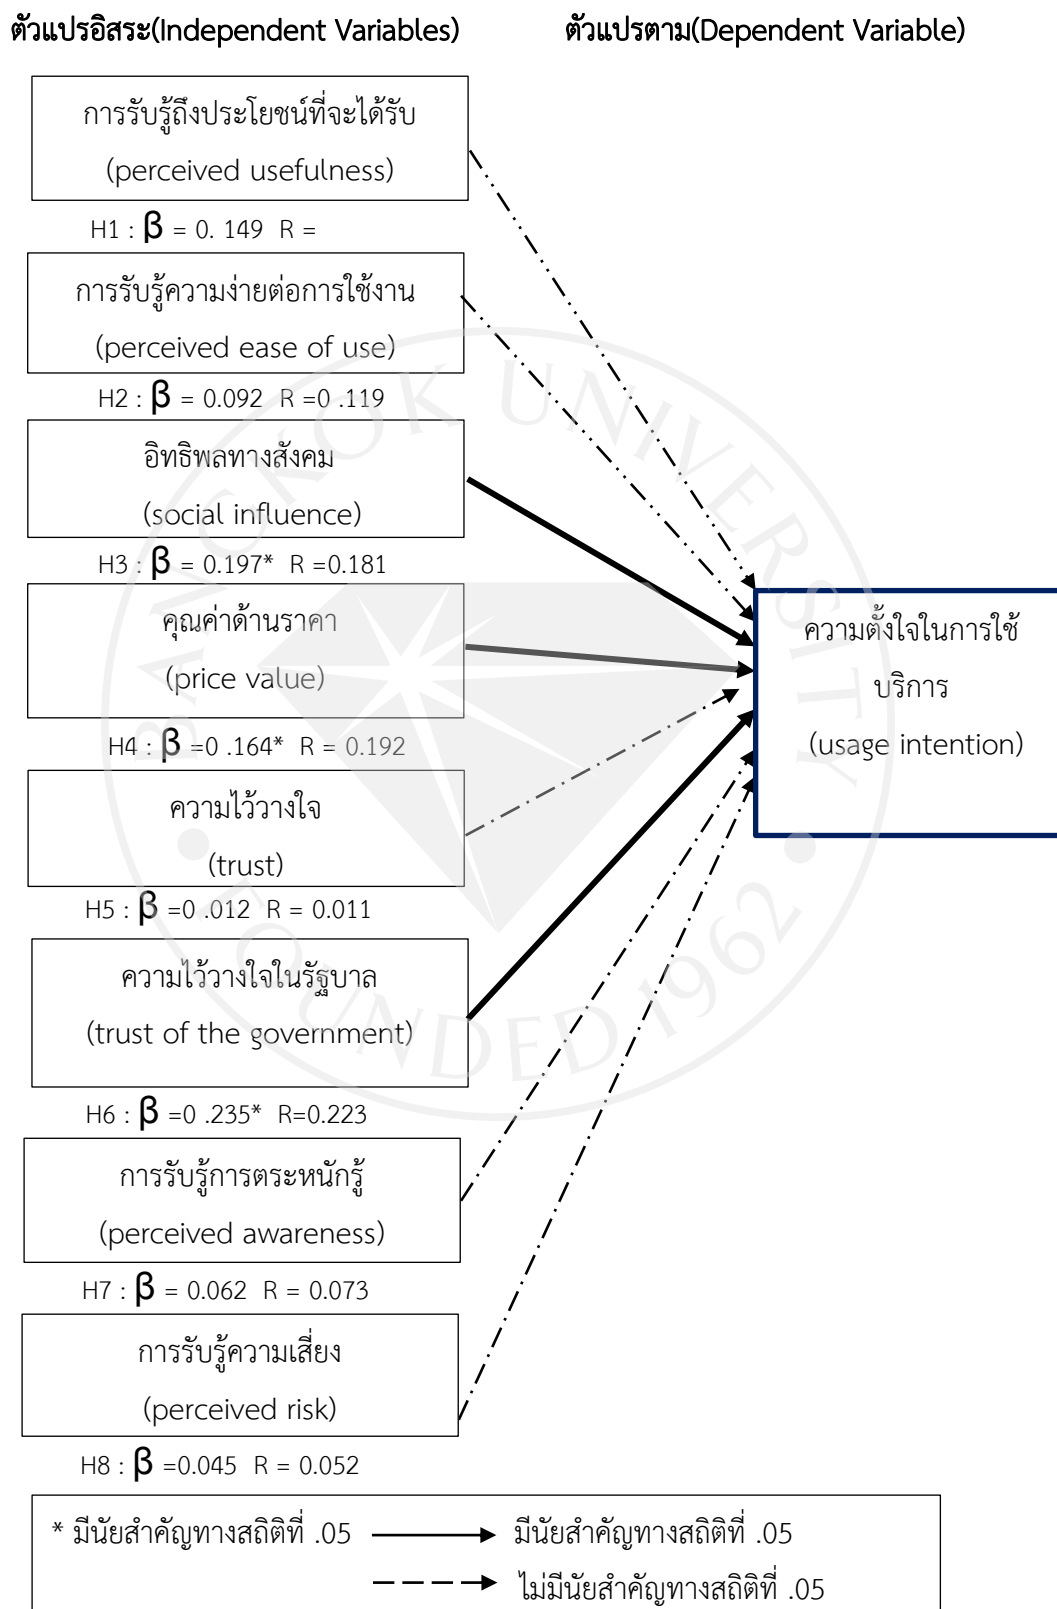 ตัวแปรอิสระ(Independent Variables) ตัวแปรตาม(Dependent Variable)
การรับรู้ถึงประโยชน์ที่จะได้รับ
(perceived usefulness)
H1 : β = 0. 149 R =
การรับรู้ความง่ายต่อการใช้งาน
(perceived ease of use)
H2 : β = 0.092 R =0 .119
อิทธิพลทางสังคม
(social influence)
H3 : β = 0.197* R =0.181
คุณค่าด้านราคา
(price value)
H4 : β =0 .164* R = 0.192
ความไว้วางใจ
(trust)
H5 : β =0 .012 R = 0.011
ความไว้วางใจในรัฐบาล
(trust of the government)
H6 : β =0 .235* R=0.223
การรับรู้การตระหนักรู้
(perceived awareness)
H7 : β = 0.062 R = 0.073
การรับรู้ความเสี่ยง
(perceived risk)
H8 : β =0.045 R = 0.052
ความตั้งใจในการใช้
บริการ
(usage intention)
* มีนัยสำคัญทางสถิติที่ .05 มีนัยสำคัญทางสถิติที่ .05
ไม่มีนัยสำคัญทางสถิติที่ .05
BANGKOK UNIVERSITY
FOUNDED 1962